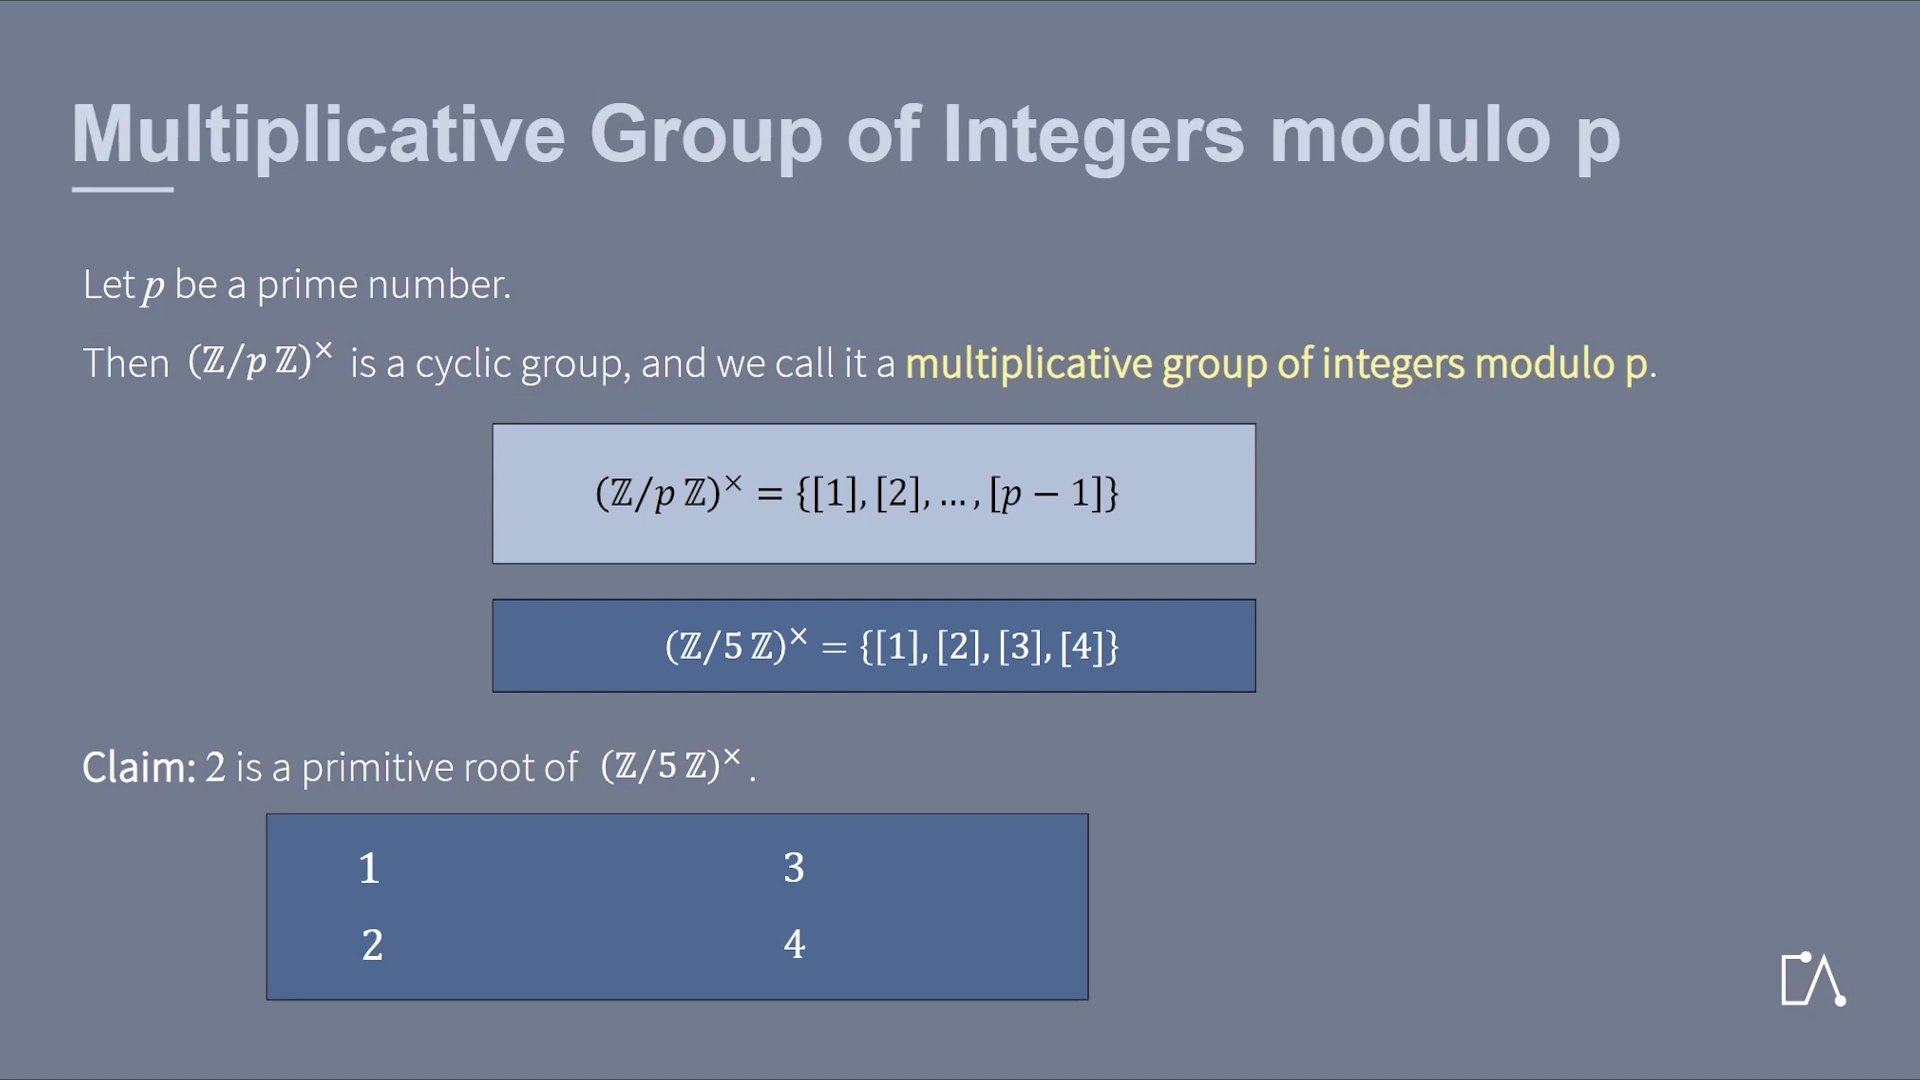 Multiplicative Group of Integers modulo p
Let p be a prime number.
Then (ℤ/p ℤ)× is a cyclic group, and we call it a multiplicative group of integers modulo p.
(ℤ/p ℤ)× = {[1], [2], … , [p − 1]}
(ℤ/5 ℤ)× = {[1], [2], [3], [4]}
Claim: 2 is a primitive root of (ℤ/5 ℤ)× .
1 3
2 4